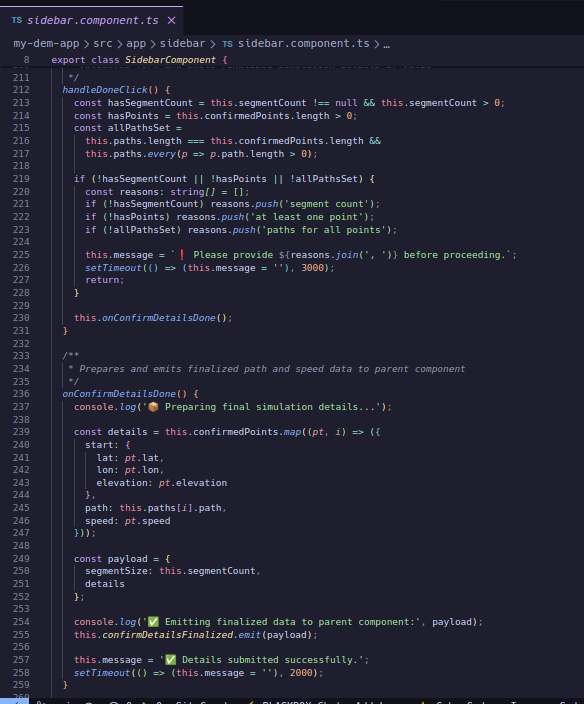 TS sidebar.component.ts ×
my-dem-app > src > app > sidebar > TS sidebar.component.ts > ...
8 export class SidebarComponent {
211 */
212 handleDoneClick() {
213 const hasSegmentCount = this.segmentCount !== null && this.segmentCount > 0;
214 const hasPoints = this.confirmedPoints.length > 0;
215 const allPathsSet =
216 this.paths.length === this.confirmedPoints.length &&
217 this.paths.every(p => p.path.length > 0);
218
219 if (!hasSegmentCount || !hasPoints || !allPathsSet) {
220 const reasons: string[] = [];
221 if (!hasSegmentCount) reasons.push('segment count');
222 if (!hasPoints) reasons.push('at least one point');
223 if (!allPathsSet) reasons.push('paths for all points');
224
225 this.message = `❗ Please provide ${reasons.join(', ')} before proceeding.`;
226 setTimeout(() => (this.message = ''), 3000);
227 return;
228 }
229
230 this.onConfirmDetailsDone();
231 }
232
233 /**
234 * Prepares and emits finalized path and speed data to parent component
235 */
236 onConfirmDetailsDone() {
237 console.log('📦 Preparing final simulation details...');
238
239 const details = this.confirmedPoints.map((pt, i) => ({
240 start: {
241 lat: pt.lat,
242 lon: pt.lon,
243 elevation: pt.elevation
244 },
245 path: this.paths[i].path,
246 speed: pt.speed
247 }));
248
249 const payload = {
250 segmentSize: this.segmentCount,
251 details
252 };
253
254 console.log('✅ Emitting finalized data to parent component:', payload);
255 this.confirmDetailsFinalized.emit(payload);
256
257 this.message = '✅ Details submitted successfully.';
258 setTimeout(() => (this.message = ''), 2000);
259 }
260